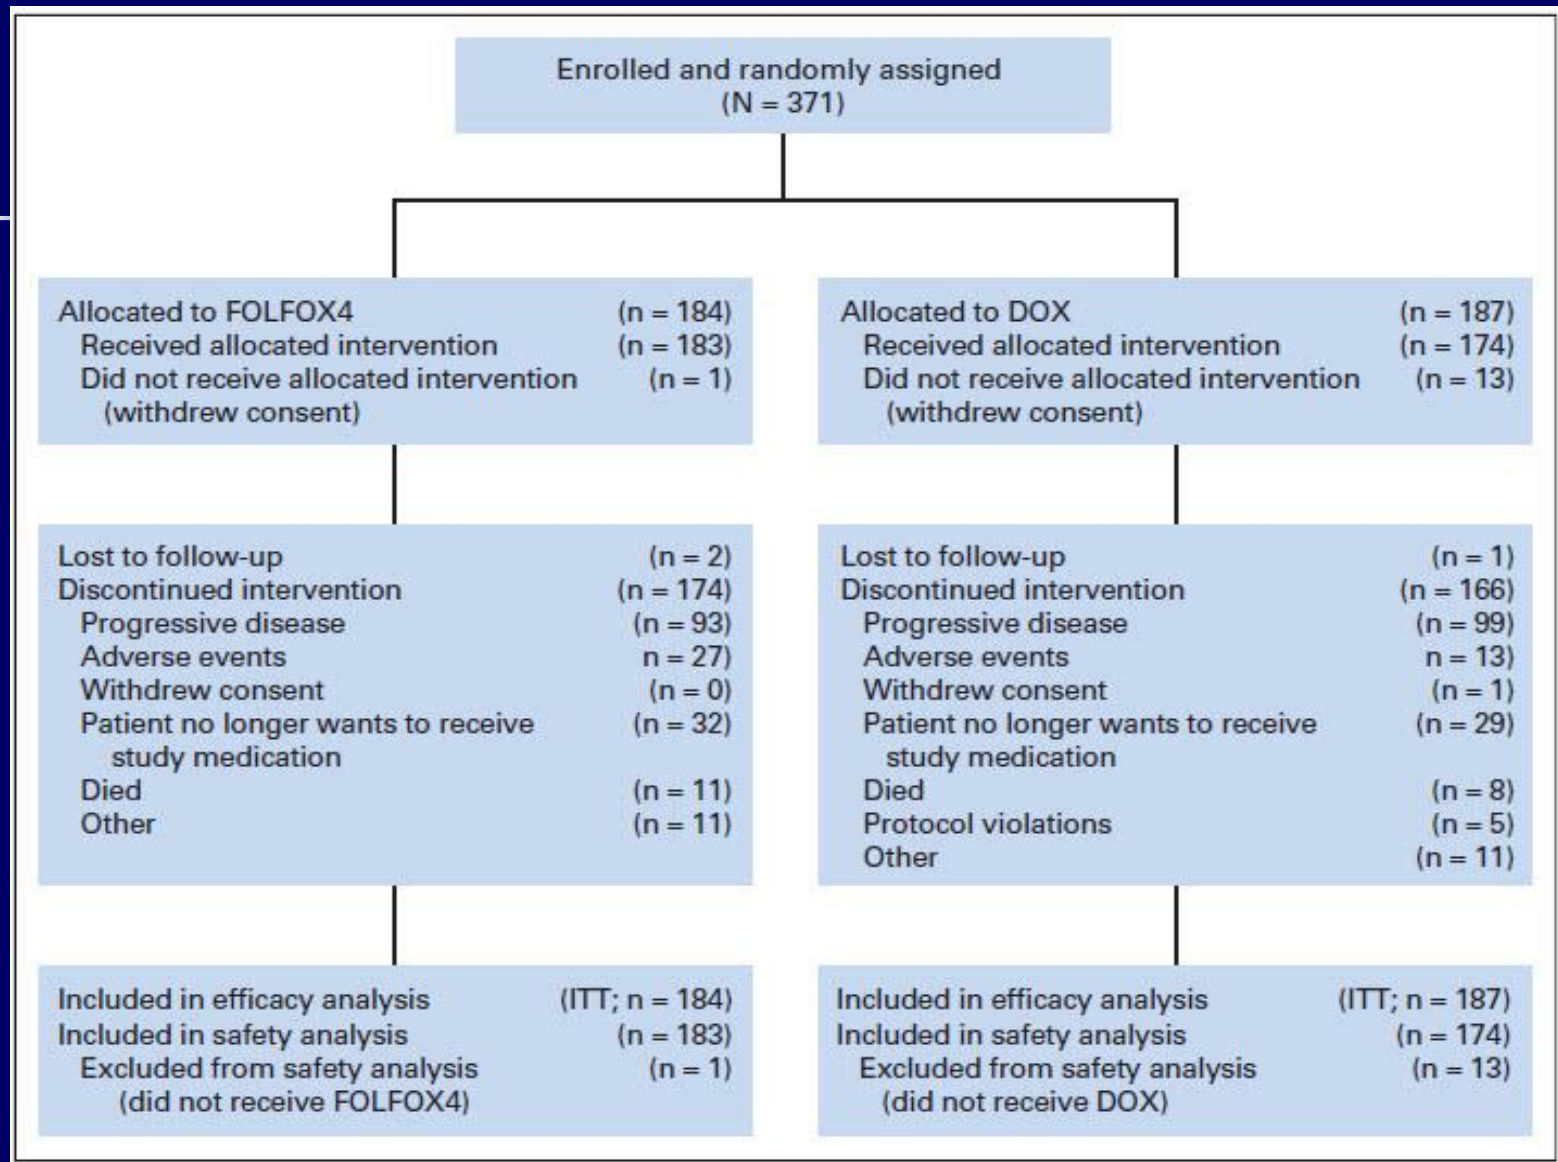 Enrolled and randomly assigned
(N = 371)
Allocated to FOLFOX4 (n = 184)
Received allocated intervention (n = 183)
Did not receive allocated intervention (n = 1)
(withdrew consent)
Allocated to DOX (n = 187)
Received allocated intervention (n = 174)
Did not receive allocated intervention (n = 13)
(withdrew consent)
Lost to follow-up (n = 2)
Discontinued intervention (n = 174)
Progressive disease (n = 93)
Adverse events n = 27)
Withdrew consent (n = 0)
Patient no longer wants to receive (n = 32)
study medication
Died (n = 11)
Other (n = 11)
Lost to follow-up (n = 1)
Discontinued intervention (n = 166)
Progressive disease (n = 99)
Adverse events n = 13)
Withdrew consent (n = 1)
Patient no longer wants to receive (n = 29)
study medication
Died (n = 8)
Protocol violations (n = 5)
Other (n = 11)
Included in efficacy analysis (ITT; n = 184)
Included in safety analysis (n = 183)
Excluded from safety analysis (n = 1)
(did not receive FOLFOX4)
Included in efficacy analysis (ITT; n = 187)
Included in safety analysis (n = 174)
Excluded from safety analysis (n = 13)
(did not receive DOX)